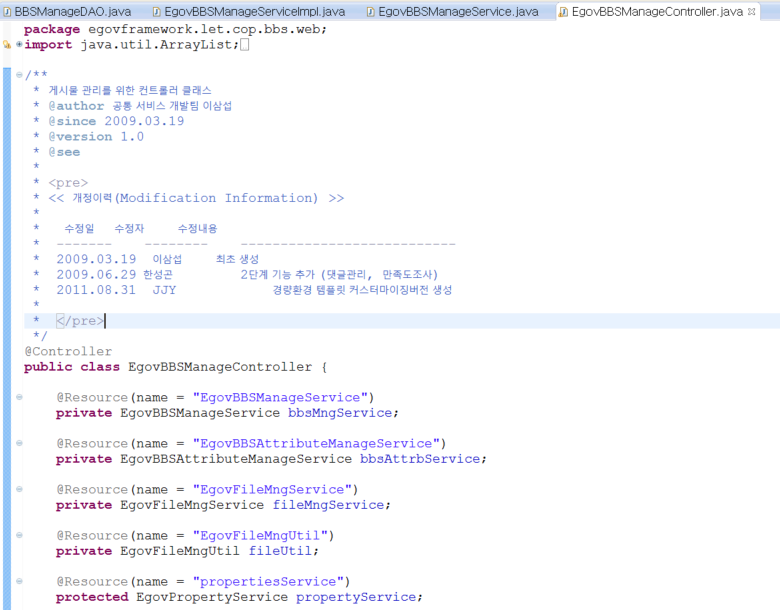 BBSManageDAO.java EgovBBSManageServiceImpl.java EgovBBSManageService.java EgovBBSManageController.java
package egovframework.let.cop.bbs.web;
import java.util.ArrayList;
/**
 * 게시물 관리를 위한 컨트롤러 클래스
 * @author 공통 서비스 개발팀 이삼섭
 * @since 2009.03.19
 * @version 1.0
 * @see
 *
 * <pre>
 * << 개정이력(Modification Information) >>
 *
 *   수정일   수정자     수정내용
 *  -------    --------    ---------------------------
 *  2009.03.19  이삼섭     최초 생성
 *  2009.06.29 한성곤         2단계 기능 추가 (댓글관리, 만족도조사)
 *  2011.08.31  JJY            경량환경 템플릿 커스터마이징버전 생성
 *
 *  </pre>
 */
@Controller
public class EgovBBSManageController {
    @Resource(name = "EgovBBSManageService")
    private EgovBBSManageService bbsMngService;
    @Resource(name = "EgovBBSAttributeManageService")
    private EgovBBSAttributeManageService bbsAttrbService;
    @Resource(name = "EgovFileMngService")
    private EgovFileMngService fileMngService;
    @Resource(name = "EgovFileMngUtil")
    private EgovFileMngUtil fileUtil;
    @Resource(name = "propertiesService")
    protected EgovPropertyService propertyService;